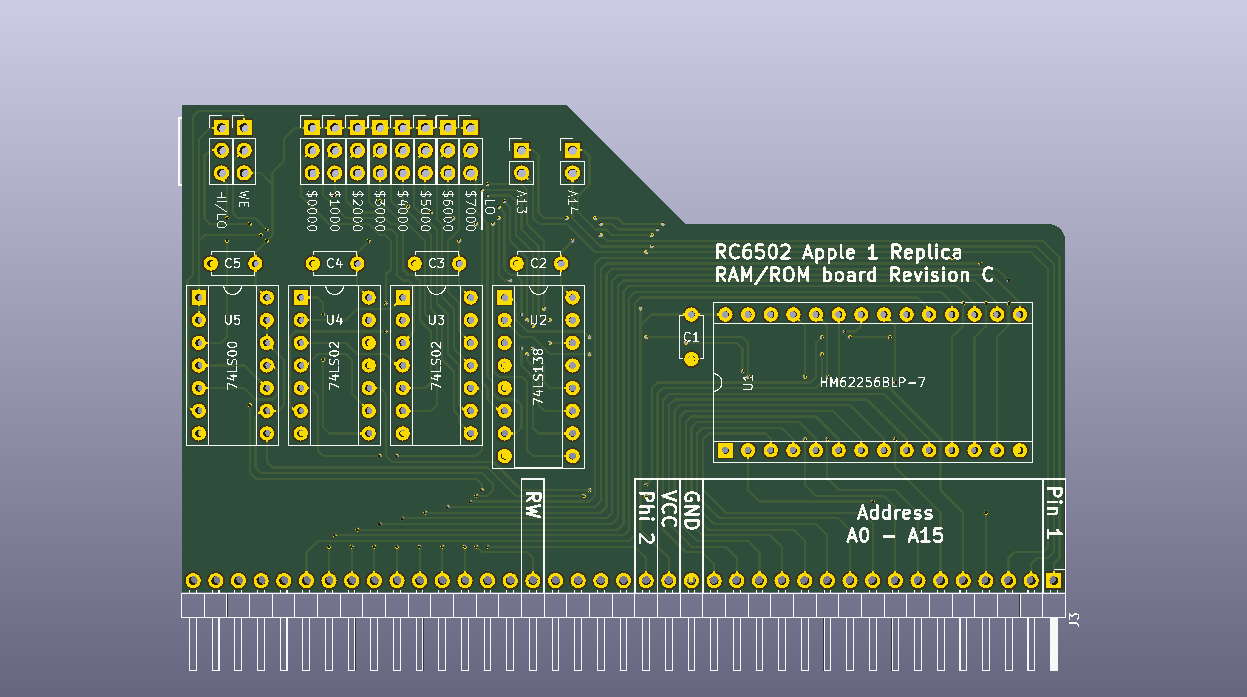 HI/LO
WE
$0000
$1000
$2000
$3000
$4000
$5000
$6000
$7000
LO
A13
A14
C5
C4
C3
C2
RC6502 Apple 1 Replica
RAM/ROM board Revision C
U5
74LS00
U4
74LS02
U3
74LS02
U2
74LS138
C1
U1
HM62256BLP-7
RW
Phi 2
VCC
GND
Address
A0 - A15
Pin 1
J3